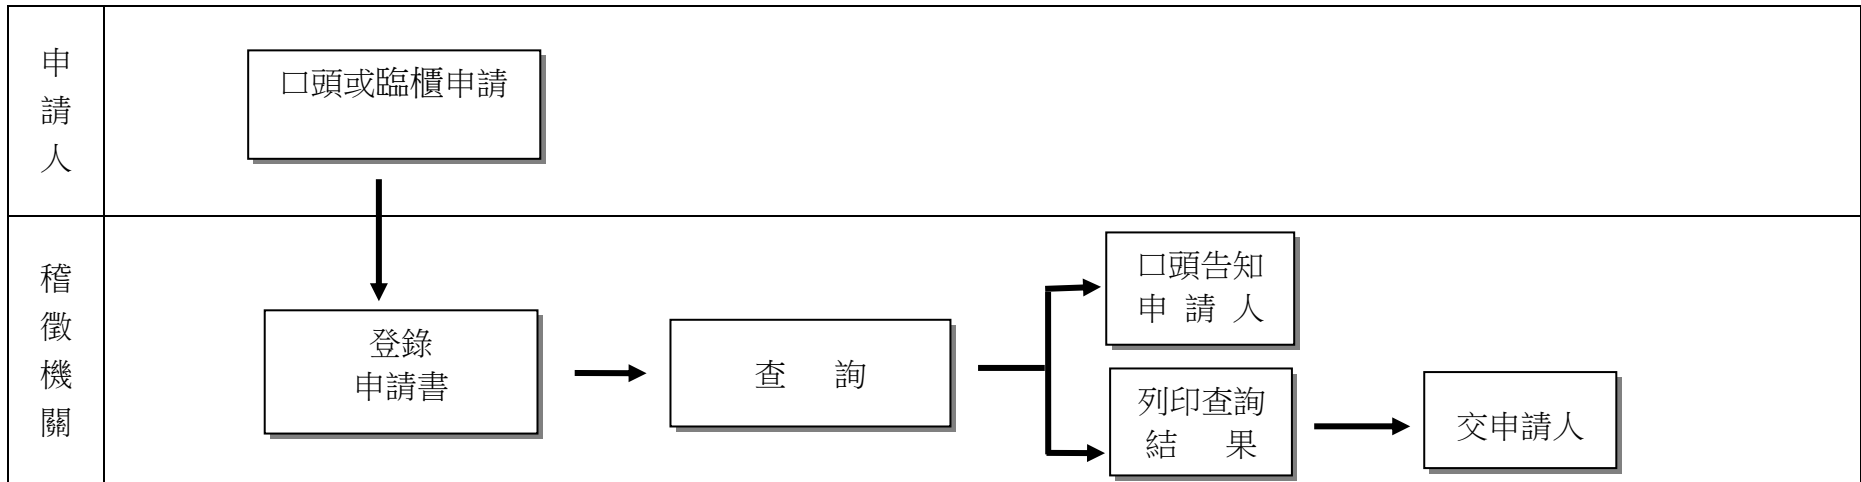 申
請
人
口頭或臨櫃申請
稽
徵
機
關
登錄
申請書
查 詢
口頭告知
申 請 人
列印查詢
結 果
交申請人